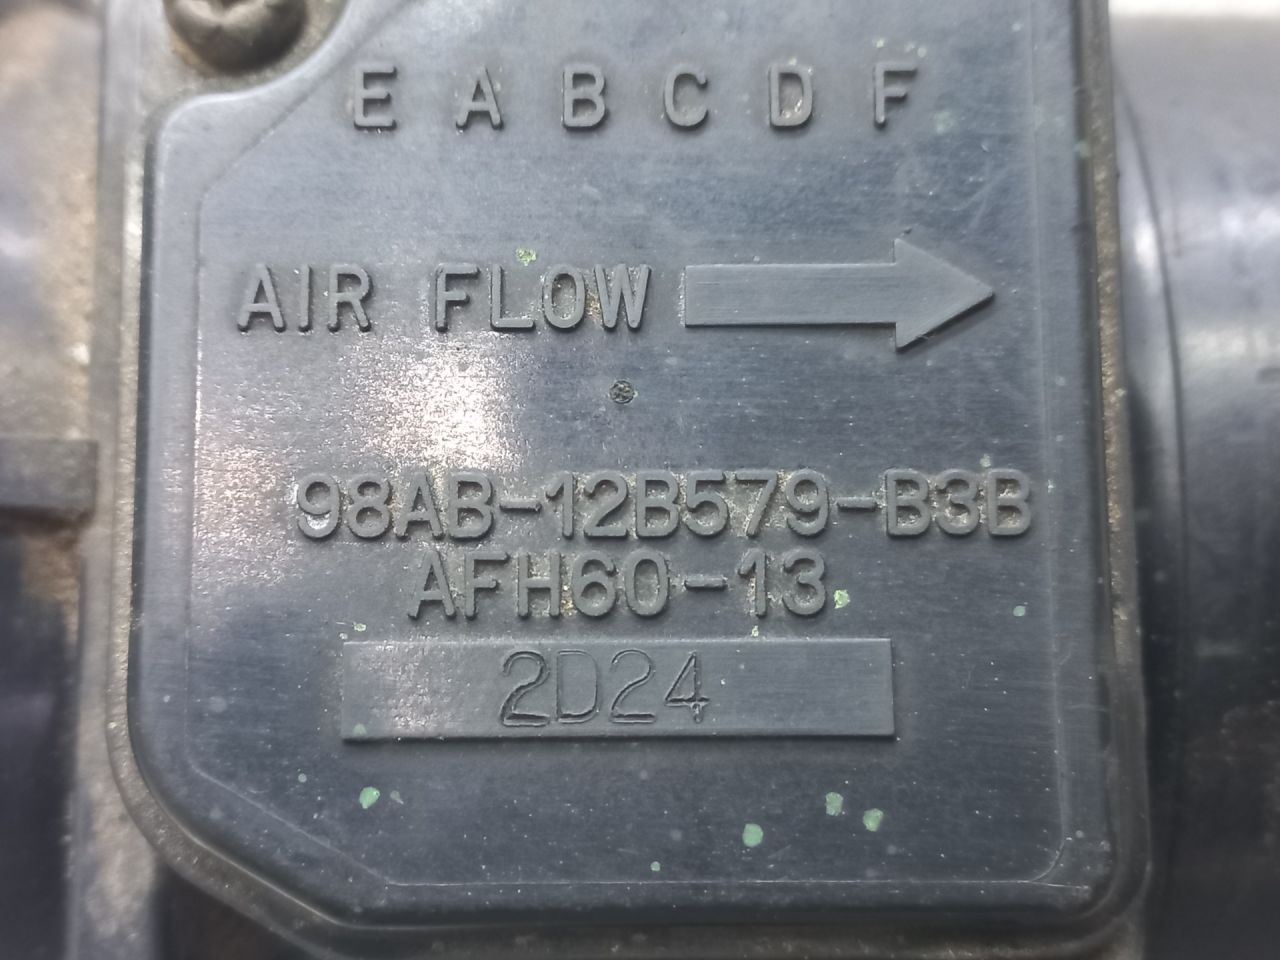 E A B C D F
AIR FLOW
98AB-12B579-B3B
AFH60-13
2D24